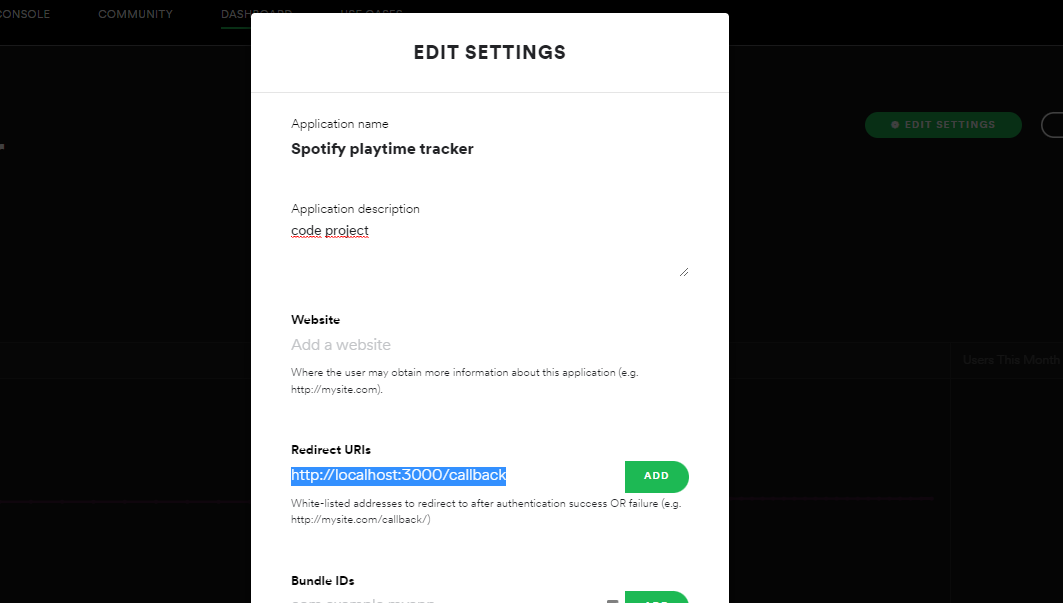 CONSOLE COMMUNITY DASHBOARD USE CASES
EDIT SETTINGS
Application name
EDIT SETTINGS
Spotify playtime tracker
Application description
code project
Website
Add a website
Users This Month
Where the user may obtain more information about this application (e.g.
http://mysite.com).
Redirect URIs
http://localhost:3000/callback
ADD
White-listed addresses to redirect to after authentication success OR failure (e.g.
http://mysite.com/callback/)
Bundle IDs